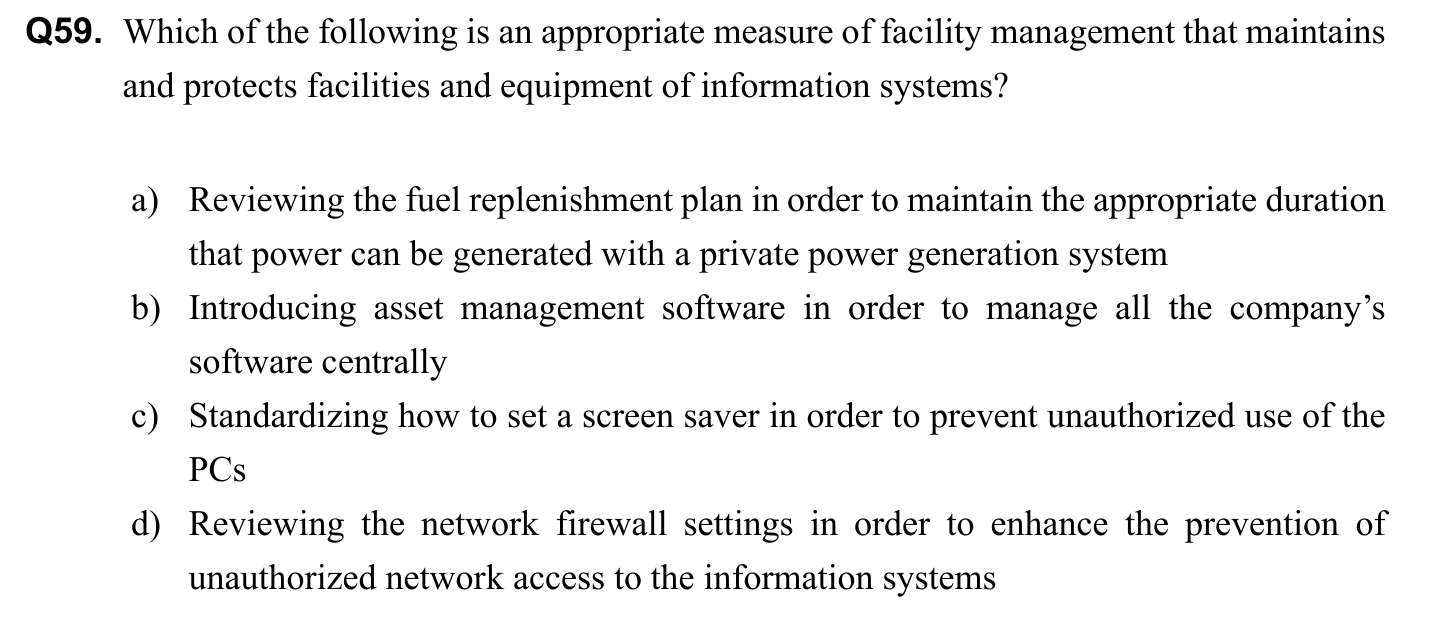 Q59. Which of the following is an appropriate measure of facility management that maintains
and protects facilities and equipment of information systems?
a) Reviewing the fuel replenishment plan in order to maintain the appropriate duration
that power can be generated with a private power generation system
b) Introducing asset management software in order to manage all the company’s
software centrally
c) Standardizing how to set a screen saver in order to prevent unauthorized use of the
PCs
d) Reviewing the network firewall settings in order to enhance the prevention of
unauthorized network access to the information systems